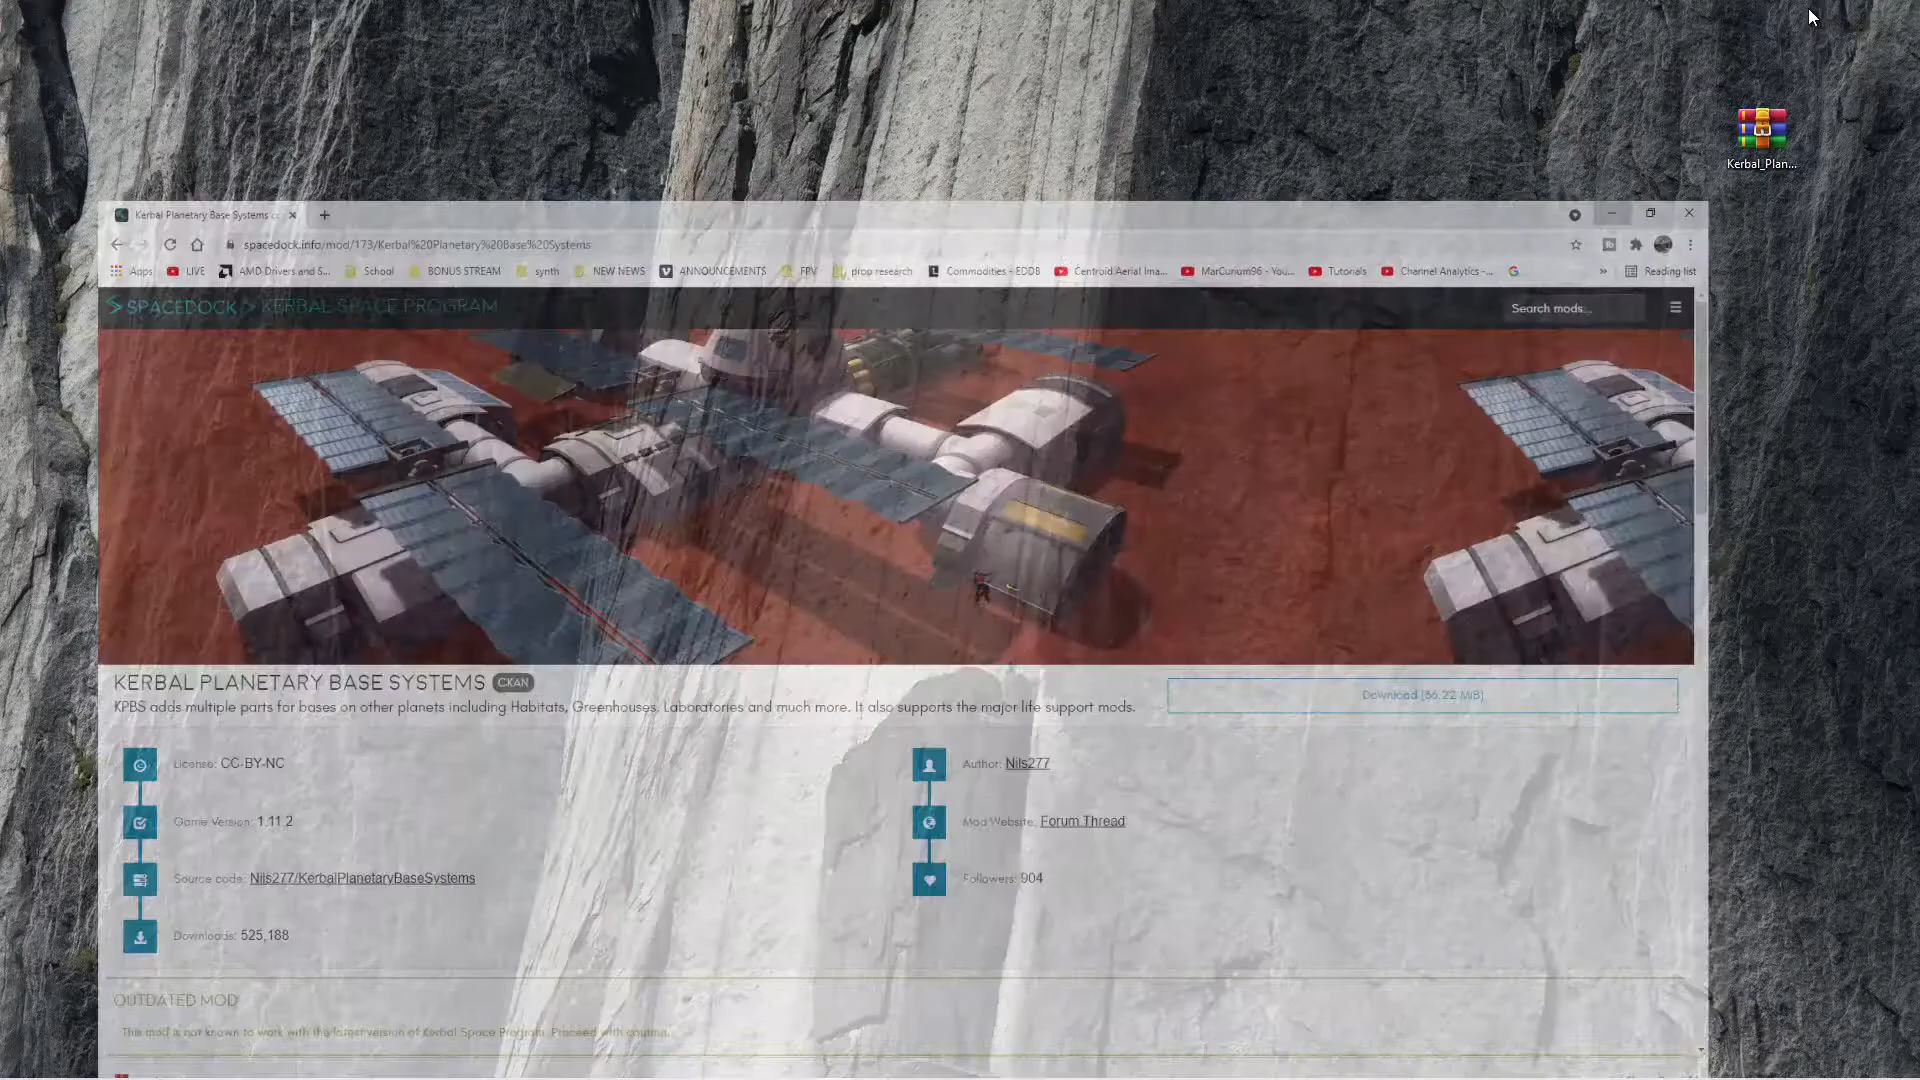 Kerbal_Plan...
Kerbal Planetary Base Systems
spacedock.info/mod/173/Kerbal%20Planetary%20Base%20Systems
Apps LIVE AMD Drivers and S... School BONUS STREAM synth NEW NEWS ANNOUNCEMENTS FPV prop research Commodities - EDDB Centroid Aerial Ima... MarCurium96 - You... Tutorials Channel Analytics -... » Reading list
SPACEDOCK > KERBAL SPACE PROGRAM
Search mods...
KERBAL PLANETARY BASE SYSTEMS CKAN
KPBS adds multiple parts for bases on other planets including Habitats, Greenhouses, Laboratories and much more. It also supports the major life support mods.
Download (36.22 MiB)
License: CC-BY-NC
Author: Nils277
Game Version: 1.11.2
Mod Website: Forum Thread
Source code: Nils277/KerbalPlanetaryBaseSystems
Followers: 904
Downloads: 525,188
OUTDATED MOD
This mod is not known to work with the latest version of Kerbal Space Program. Proceed with caution.